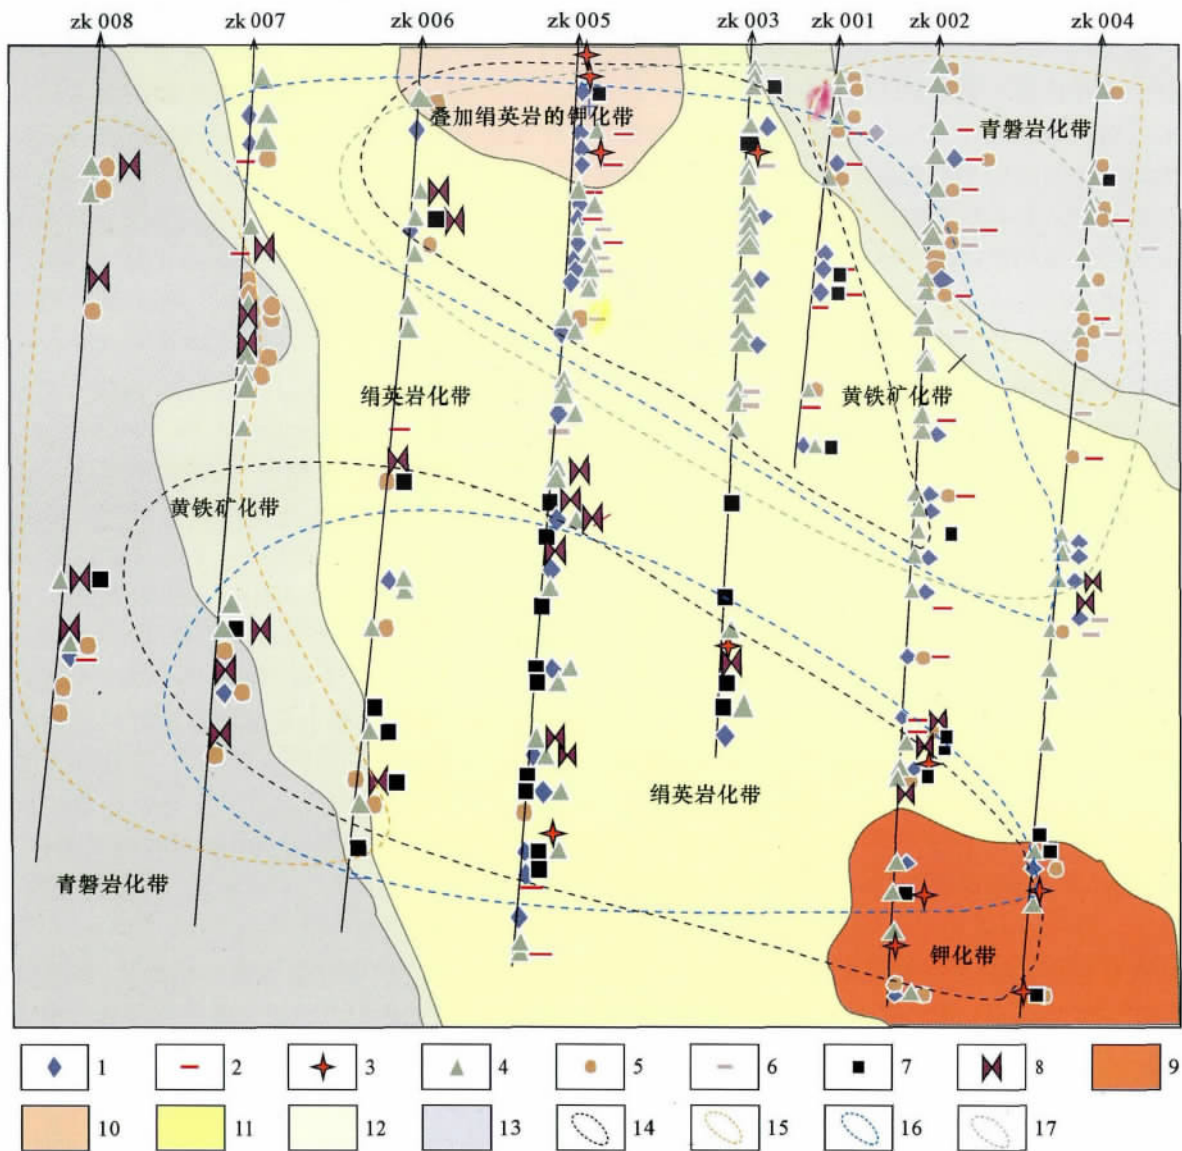 zk 008 zk 007 zk 006 zk 005 zk 003 zk 001 zk 002 zk 004
叠加绢英岩的钾化带
青磐岩化带
绢英岩化带
黄铁矿化带
黄铁矿化带
绢英岩化带
青磐岩化带
钾化带
1 2 3 4 5 6 7 8 9
10 11 12 13 14 15 16 17